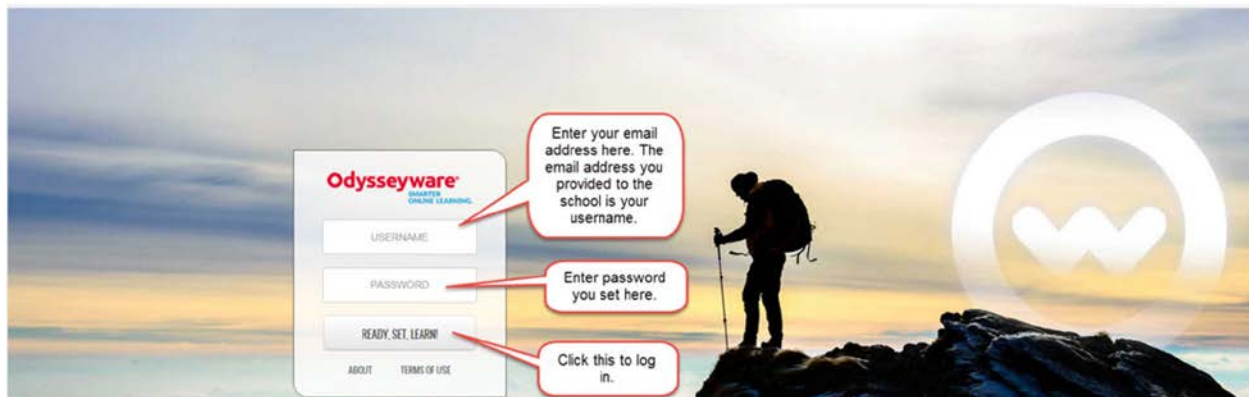 Enter your email
address here. The
email address you
provided to the
school is your
username.
Odysseyware®
SMARTER
ONLINE LEARNING.
USERNAME
PASSWORD
Enter password
you set here.
READY, SET, LEARN!
Click this to log
in.
ABOUT TERMS OF USE